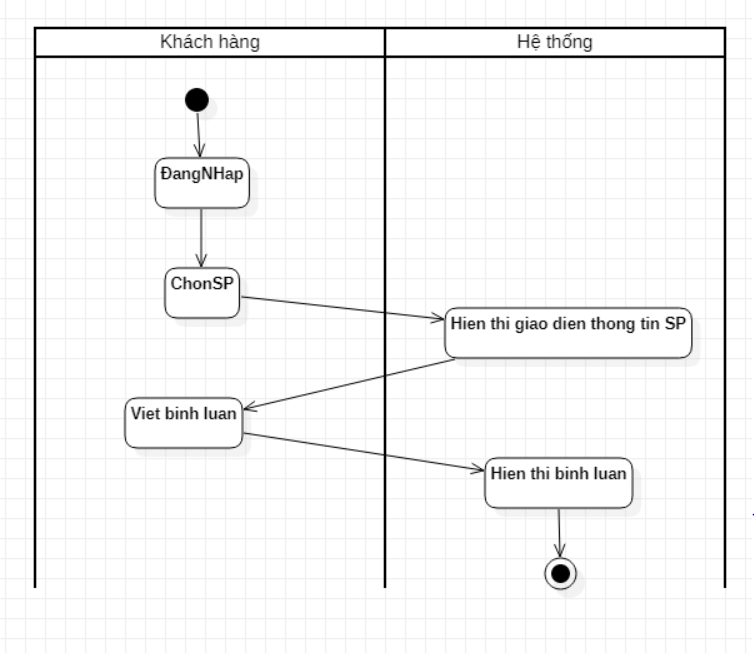 Khách hàng
Hệ thống
ĐangNHap
ChonSP
Hien thi giao dien thong tin SP
Viet binh luan
Hien thi binh luan